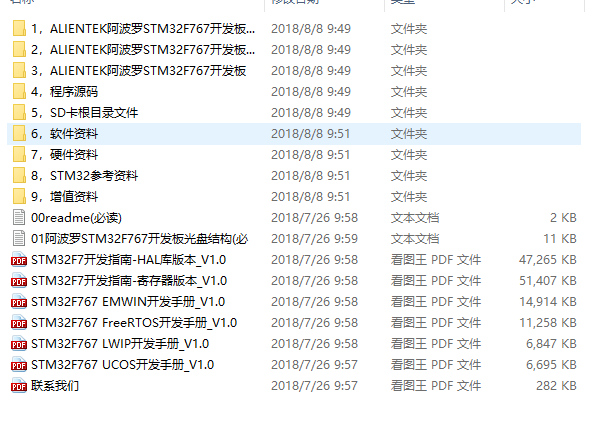 名称 修改日期 类型 大小
1，ALIENTEK阿波罗STM32F767开发板... 2018/8/8 9:49 文件夹
2，ALIENTEK阿波罗STM32F767开发板... 2018/8/8 9:49 文件夹
3，ALIENTEK阿波罗STM32F767开发板 2018/8/8 9:49 文件夹
4，程序源码 2018/8/8 9:49 文件夹
5，SD卡根目录文件 2018/8/8 9:49 文件夹
6，软件资料 2018/8/8 9:51 文件夹
7，硬件资料 2018/8/8 9:51 文件夹
8，STM32参考资料 2018/8/8 9:51 文件夹
9，增值资料 2018/8/8 9:51 文件夹
00readme(必读) 2018/7/26 9:58 文本文档 2 KB
01阿波罗STM32F767开发板光盘结构(必 2018/7/26 9:59 文本文档 11 KB
STM32F7开发指南-HAL库版本_V1.0 2018/7/26 9:58 看图王 PDF 文件 47,265 KB
STM32F7开发指南-寄存器版本_V1.0 2018/7/26 9:58 看图王 PDF 文件 51,407 KB
STM32F767 EMWIN开发手册_V1.0 2018/7/26 9:58 看图王 PDF 文件 14,914 KB
STM32F767 FreeRTOS开发手册_V1.0 2018/7/26 9:58 看图王 PDF 文件 11,258 KB
STM32F767 LWIP开发手册_V1.0 2018/7/26 9:58 看图王 PDF 文件 6,847 KB
STM32F767 UCOS开发手册_V1.0 2018/7/26 9:57 看图王 PDF 文件 6,695 KB
联系我们 2018/7/26 9:57 看图王 PDF 文件 282 KB